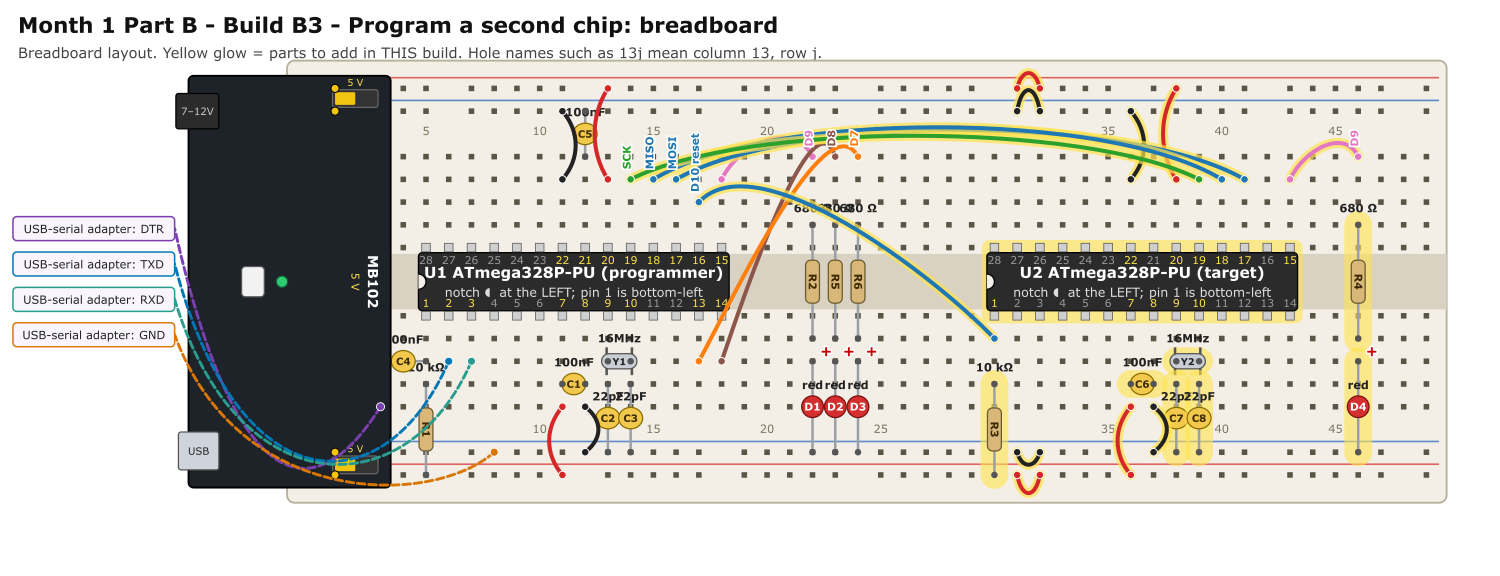 Month 1 Part B - Build B3 - Program a second chip: breadboard
Breadboard layout. Yellow glow = parts to add in THIS build. Hole names such as 13j mean column 13, row j.
7–12V
5 V
100nF
C5
5 10 15 20 35 40 45
SCK
MISO
MOSI
D10 reset
D9
D8
D7
D9
680 Ω
680 Ω
USB-serial adapter: DTR
USB-serial adapter: TXD
USB-serial adapter: RXD
USB-serial adapter: GND
MB102
5 V
28 27 26 25 24 23 22 21 20 19 18 17 16 15
U1 ATmega328P-PU (programmer)
notch ◖ at the LEFT; pin 1 is bottom-left
1 2 3 4 5 6 7 8 9 10 11 12 13 14
R2
R5
R6
28 27 26 25 24 23 22 21 20 19 18 17 16 15
U2 ATmega328P-PU (target)
notch ◖ at the LEFT; pin 1 is bottom-left
1 2 3 4 5 6 7 8 9 10 11 12 13 14
R4
C4
16MHz
Y1
100nF
C1
22pF
C2
C3
R1
+ + +
red red red
D1 D2 D3
10 kΩ
R3
16MHz
Y2
100nF
C6
22pF
C7
C8
+
red
D4
10 15 20 25 35 40 45
USB
5 V